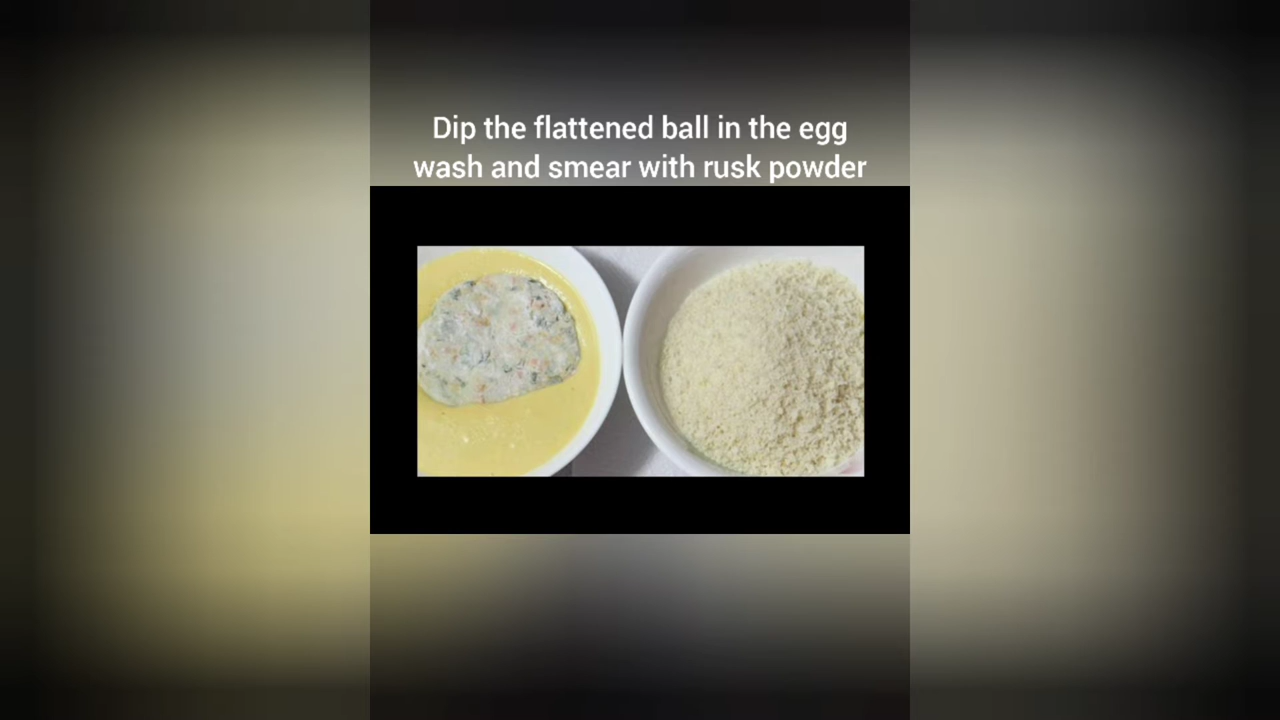 Dip the flattened ball in the egg
wash and smear with rusk powder